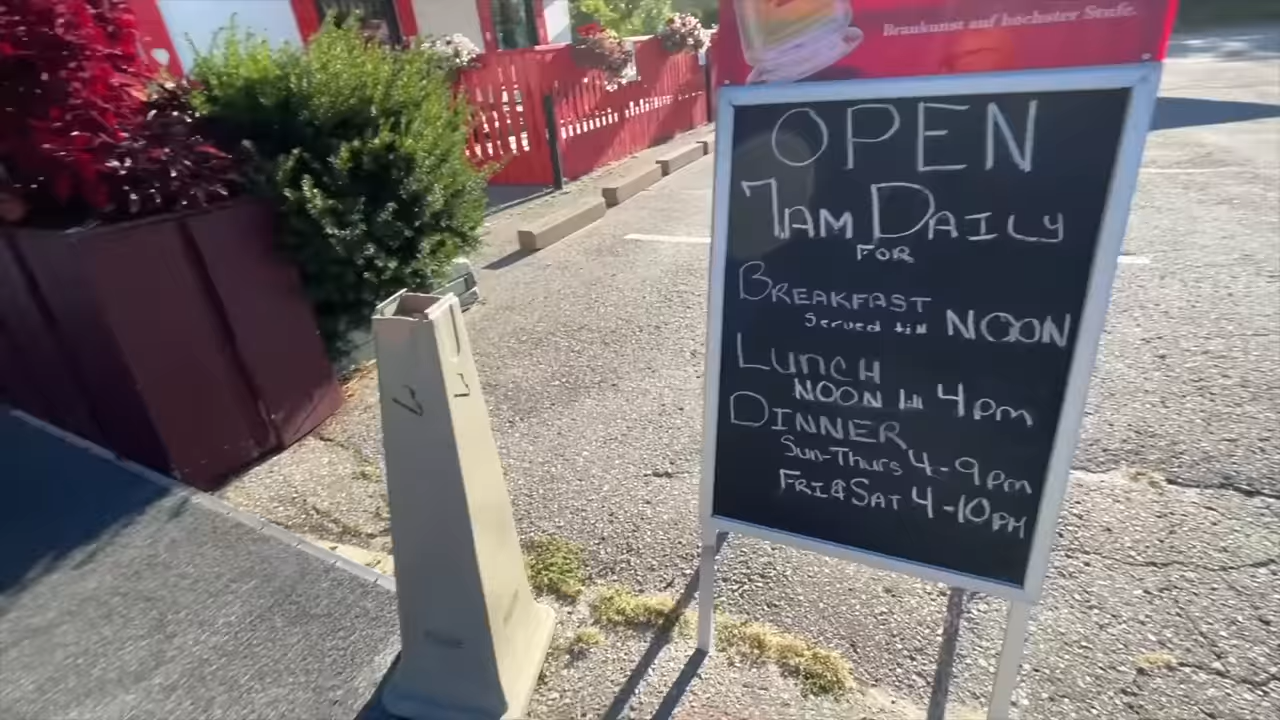 Braukunst auf höchster Stufe.
OPEN
7AM DAILY
FOR
BREAKFAST
Served till NOON
LUNCH
NOON till 4pm
DINNER
Sun-Thurs 4-9pm
FRI & SAT 4-10PM